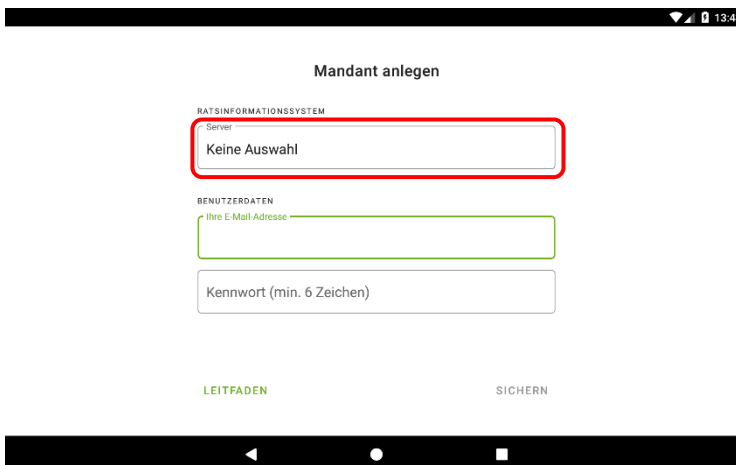 13:4
Mandant anlegen
RATSINFORMATIONSSYSTEM
Server
Keine Auswahl
BENUTZERDATEN
Ihre E-Mail-Adresse
Kennwort (min. 6 Zeichen)
LEITFADEN SICHERN